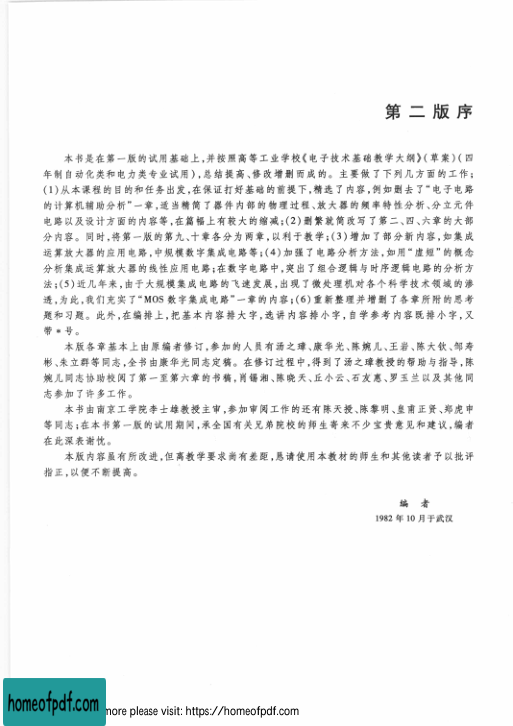 第二版序
本书是在第一版的试用基础上,并按照高等工业学校《电子技术基础教学大纲》(草案)(四
年制自动化类和电力类专业试用),总结提高、修改增删而成的。主要做了下列几方面的工作:
(1)从本课程的目的和任务出发,在保证打好基础的前提下,精选了内容,例如删去了“电子电路
的计算机辅助分析”一章,适当精简了器件内部的物理过程、放大器的频率特性分析、分立元件
电路以及设计方面的内容等,在篇幅上有较大的缩减;(2)删繁就简改写了第二、四、六章的大部
分内容。同时,将第一版的第九、十章各分为两章,以利于教学;(3)增加了部分新内容,如集成
运算放大器的应用电路,中规模数字集成电路等;(4)加强了电路分析方法,如用“虚短”的概念
分析集成运算放大器的线性应用电路;在数字电路中,突出了组合逻辑与时序逻辑电路的分析方
法;(5)近几年来,由于大规模集成电路的飞速发展,出现了微处理机对各个科学技术领域的渗
透,为此,我们充实了“MOS数字集成电路”一章的内容;(6)重新整理并增删了各章所附的思考
题和习题。此外,在编排上,把基本内容排大字,选讲内容排小字,自学参考内容既排小字,又
带*号。
本版各章基本上由原编者修订,参加的人员有汤之璋、康华光、陈婉儿、王岩、陈大钦、邹寿
彬、朱立群等同志,全书由康华光同志定稿。在修订过程中,得到了汤之璋教授的帮助与指导,陈
婉儿同志协助校阅了第一至第六章的书稿,肖锡湘、陈晓天、丘小云、石友惠、罗玉兰以及其他同
志参加了许多工作。
本书由南京工学院李士雄教授主审,参加审阅工作的还有陈天授、陈黎明、皇甫正贤、郑虎申
等同志;在本书第一版的试用期间,承全国有关兄弟院校的师生寄来不少宝贵意见和建议,编者
在此深表谢忱。
本版内容虽有所改进,但离教学要求尚有差距,恳请使用本教材的师生和其他读者予以批评
指正,以便不断提高。
编 者
1982年10月于武汉
homeofpdf.com
more please visit: https://homeofpdf.com